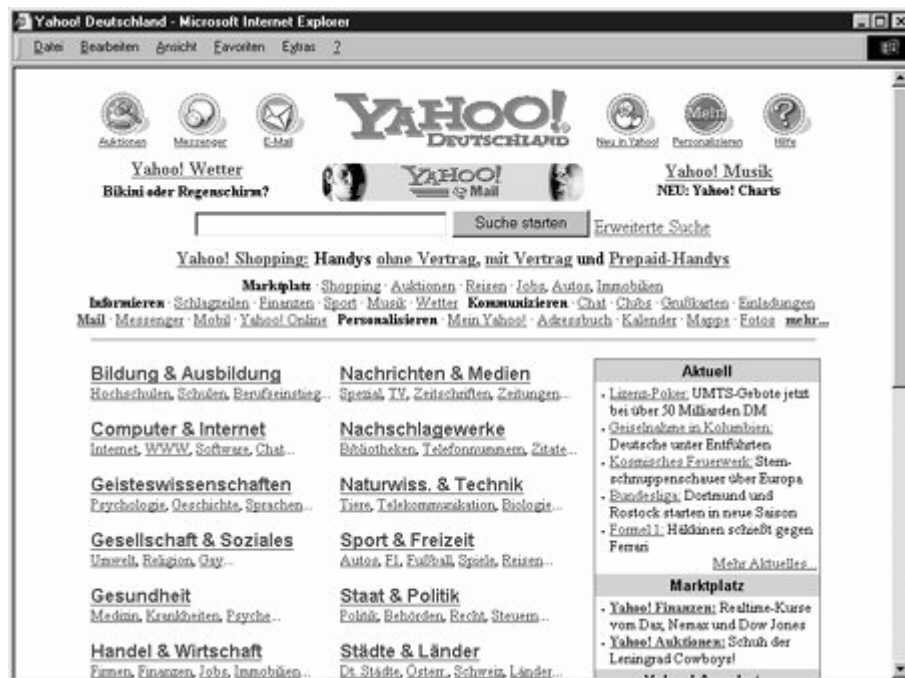 Yahoo! Deutschland - Microsoft Internet Explorer
Datei Bearbeiten Ansicht Favoriten Extras ?
YAHOO! DEUTSCHLAND
Auktionen Messenger E-Mail Neu in Yahoo! Mein Personalisieren Hilfe
Yahoo! Wetter YAHOO! Mail Yahoo! Musik
Bikini oder Regenschirm? NEU: Yahoo! Charts
Suche starten Erweiterte Suche
Yahoo! Shopping: Handys ohne Vertrag, mit Vertrag und Prepaid-Handys
Marktplatz · Shopping · Auktionen · Reisen · Jobs, Autos, Immobilien
Informieren · Schlagzeilen · Finanzen · Sport · Musik · Wetter Kommunizieren · Chat · Clubs · Grußkarten · Einladungen
Mail · Messenger · Mobil · Yahoo! Online Personalisieren · Mein Yahoo! · Adressbuch · Kalender · Mappe · Fotos mehr...
Bildung & Ausbildung
Hochschulen, Schulen, Berufseinstieg...
Computer & Internet
Internet, WWW, Software, Chat...
Geisteswissenschaften
Psychologie, Geschichte, Sprachen...
Gesellschaft & Soziales
Umwelt, Religion, Gay...
Gesundheit
Medizin, Krankheiten, Psyche...
Handel & Wirtschaft
Firmen, Finanzen, Jobs, Immobilien...
Nachrichten & Medien
Spezial, TV, Zeitschriften, Zeitungen...
Nachschlagewerke
Bibliotheken, Telefonnummern, Zitate...
Naturwiss. & Technik
Tiere, Telekommunikation, Biologie...
Sport & Freizeit
Autos, F1, Fußball, Spiele, Reisen...
Staat & Politik
Politik, Behörden, Recht, Steuern...
Städte & Länder
Dt. Städte, Österr., Schweiz, Länder...
Aktuell
· Lizenz-Poker: UMTS-Gebote jetzt
bei über 50 Milliarden DM
· Geiselnahme in Kolumbien:
Deutsche unter Entführten
· Kosmisches Feuerwerk: Stern-
schnuppenschauer über Europa
· Bundesliga: Dortmund und
Rostock starten in neue Saison
· Formel 1: Häkkinen schießt gegen
Ferrari
Mehr Aktuelles...
Marktplatz
· Yahoo! Finanzen: Realtime-Kurse
vom Dax, Nemax und Dow Jones
· Yahoo! Auktionen: Schuh der
Leningrad Cowboys!